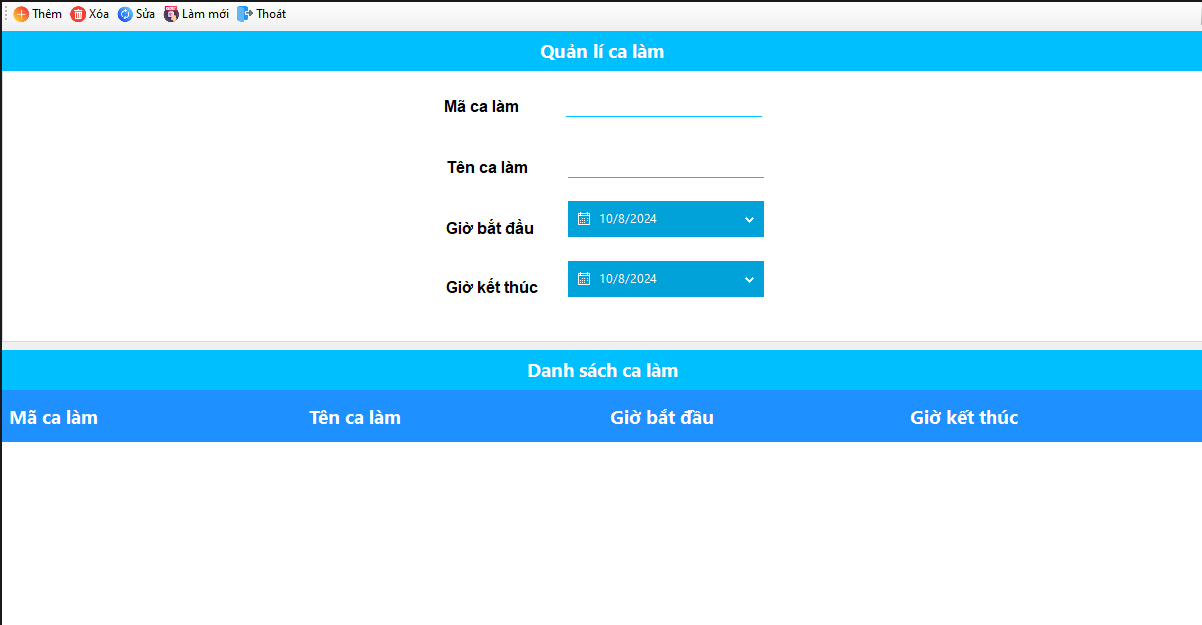 Thêm Xóa Sửa Làm mới Thoát
Quản lí ca làm
Mã ca làm
Tên ca làm
Giờ bắt đầu 10/8/2024
Giờ kết thúc 10/8/2024
Danh sách ca làm
Mã ca làm Tên ca làm Giờ bắt đầu Giờ kết thúc